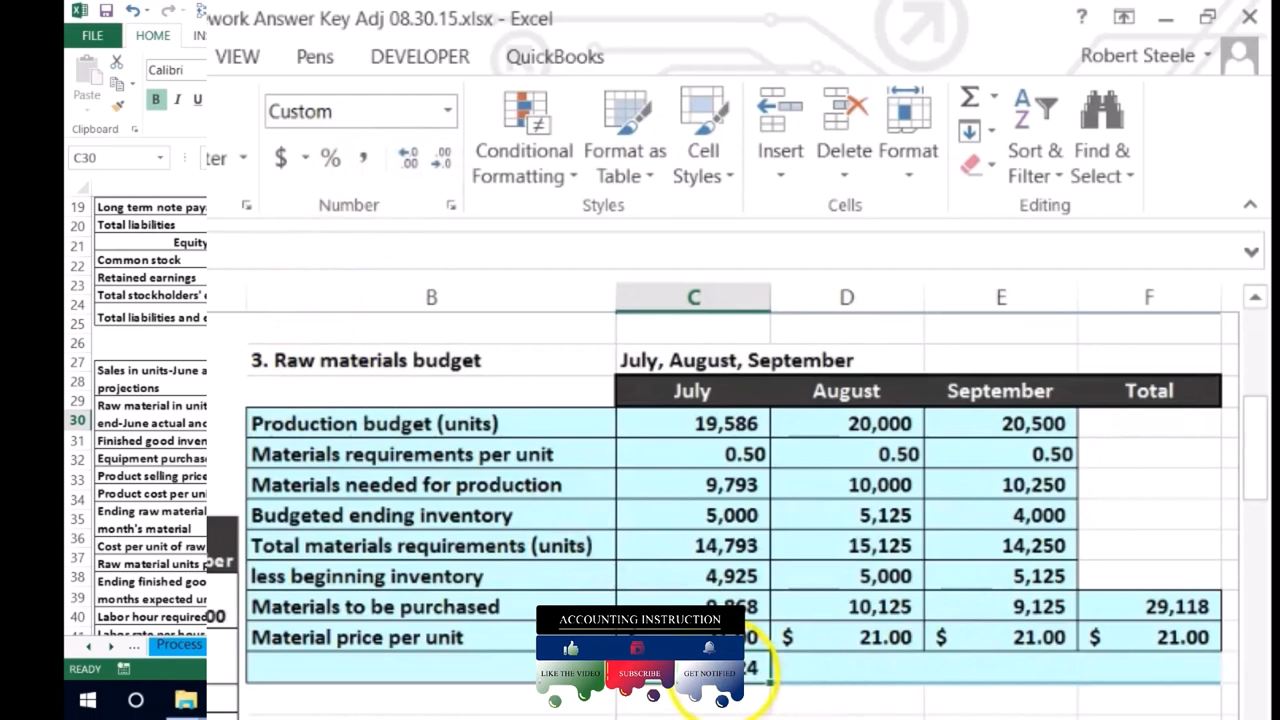 work Answer Key Adj 08.30.15.xlsx - Excel
?
FILE HOME
VIEW Pens DEVELOPER QuickBooks
Robert Steele
Paste
Calibri
B I U
Clipboard
Custom
$ % ,
Number
Conditional Formatting
Format as Table
Cell Styles
Styles
Insert Delete Format
Cells
Sort & Filter
Find & Select
Editing
C30
B C D E F
19 Long term note pay
20 Total liabilities
21 Equity
22 Common stock
23 Retained earnings
24 Total stockholders'
25 Total liabilities and
26
27
28 Sales in units-June
projections
29 Raw material in unit
30 end-June actual
31 Finished good inven
32 Equipment purchas
33 Product selling price
34 Product cost per uni
35 Ending raw material
36 month's material
37 Cost per unit of raw
38 Raw material units
39 Ending finished goo
40 months expected
Labor hour required
3. Raw materials budget July, August, September
July August September Total
Production budget (units) 19,586 20,000 20,500
Materials requirements per unit 0.50 0.50 0.50
Materials needed for production 9,793 10,000 10,250
Budgeted ending inventory 5,000 5,125 4,000
Total materials requirements (units) 14,793 15,125 14,250
less beginning inventory 4,925 5,000 5,125
Materials to be purchased 9,868 10,125 9,125 29,118
Material price per unit $ 21.00 $ 21.00 $ 21.00
24
ACCOUNTING INSTRUCTION
LIKE THE VIDEO SUBSCRIBE GET NOTIFIED
Process
READY